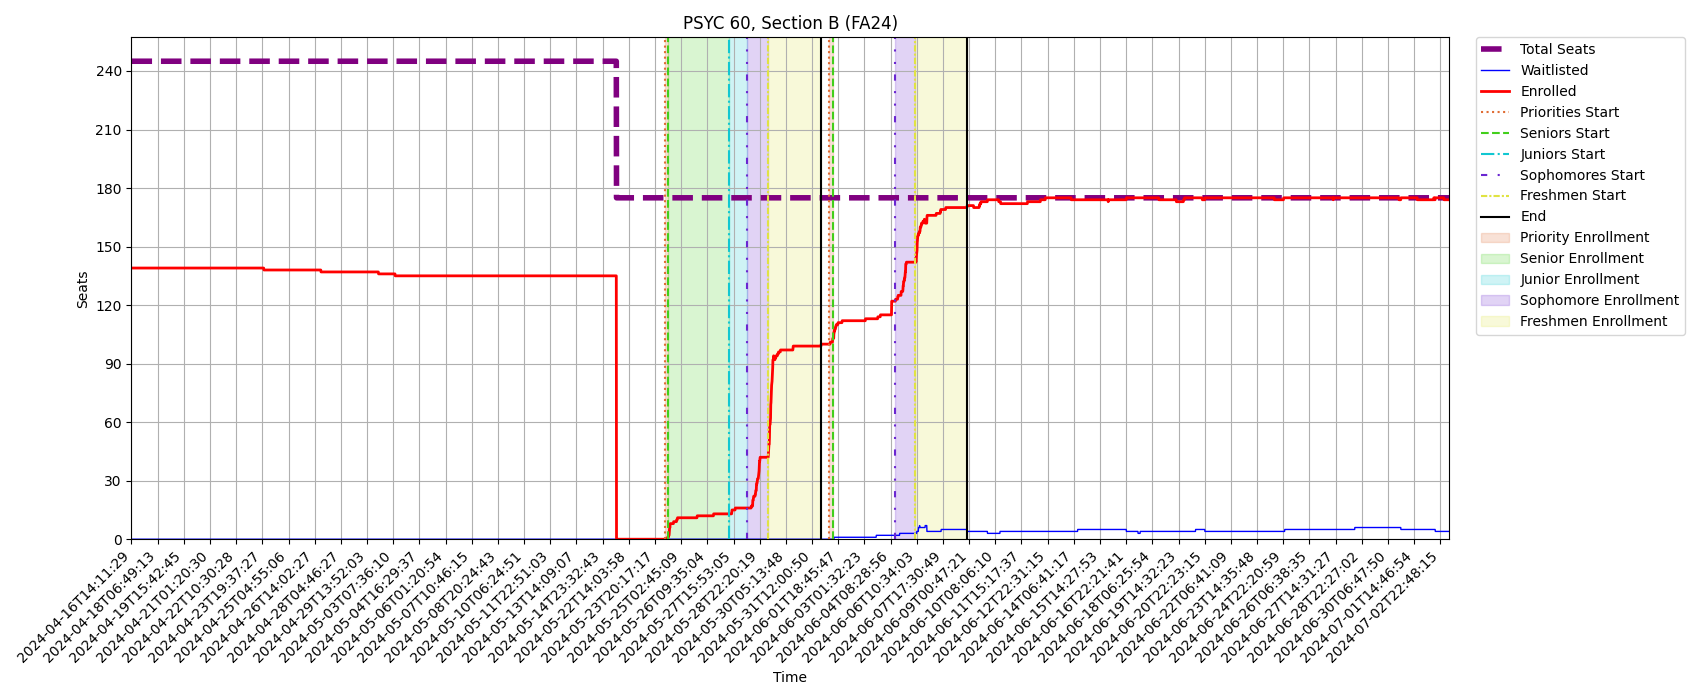 PSYC 60, Section B (FA24)
Seats
240
210
180
150
120
90
60
30
0
2024-04-16T14:11:29
2024-04-18T06:49:13
2024-04-19T15:42:45
2024-04-21T01:20:30
2024-04-22T10:30:28
2024-04-23T19:37:27
2024-04-25T04:55:06
2024-04-26T14:02:27
2024-04-28T04:46:27
2024-04-29T13:52:03
2024-05-03T07:36:10
2024-05-04T16:29:37
2024-05-06T01:20:54
2024-05-07T10:46:15
2024-05-08T20:24:43
2024-05-10T06:24:51
2024-05-11T22:51:03
2024-05-13T14:09:07
2024-05-14T23:32:43
2024-05-22T14:03:58
2024-05-23T20:17:17
2024-05-25T02:45:09
2024-05-26T09:35:04
2024-05-27T15:53:05
2024-05-28T22:20:19
2024-05-30T05:13:48
2024-05-31T12:00:50
2024-06-01T18:45:47
2024-06-03T01:32:23
2024-06-04T08:28:56
2024-06-06T10:34:03
2024-06-07T17:30:49
2024-06-09T00:47:21
2024-06-10T08:06:10
2024-06-11T15:17:37
2024-06-12T22:31:15
2024-06-14T06:41:17
2024-06-15T14:27:53
2024-06-16T22:21:41
2024-06-18T06:25:54
2024-06-19T14:32:23
2024-06-20T22:23:15
2024-06-22T06:41:09
2024-06-23T14:35:48
2024-06-24T22:20:59
2024-06-26T06:38:35
2024-06-27T14:31:27
2024-06-28T22:27:02
2024-06-30T06:47:50
2024-07-01T14:46:54
2024-07-02T22:48:15
Time
Total Seats
Waitlisted
Enrolled
Priorities Start
Seniors Start
Juniors Start
Sophomores Start
Freshmen Start
End
Priority Enrollment
Senior Enrollment
Junior Enrollment
Sophomore Enrollment
Freshmen Enrollment